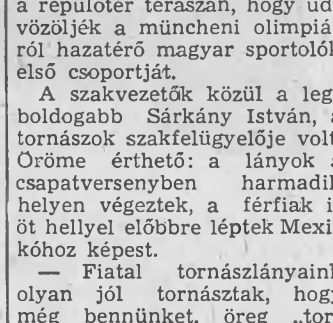 a repülőtér teraszán, hogy üd
vözöljék a müncheni olimpiá
ról hazatérő magyar sportolók
első csoportját.
A szakvezetők közül a leg
boldogabb Sárkány István, a
tornászok szakfelügyelője volt
Öröme érthető: a lányok a
csapatversenyben harmadik
helyen végeztek, a férfiak i
öt hellyel előbbre léptek Mexi
kóhoz képest.
— Fiatal tornászlányaink
olyan jól tornásztak, hogy
még bennünket, öreg „tor